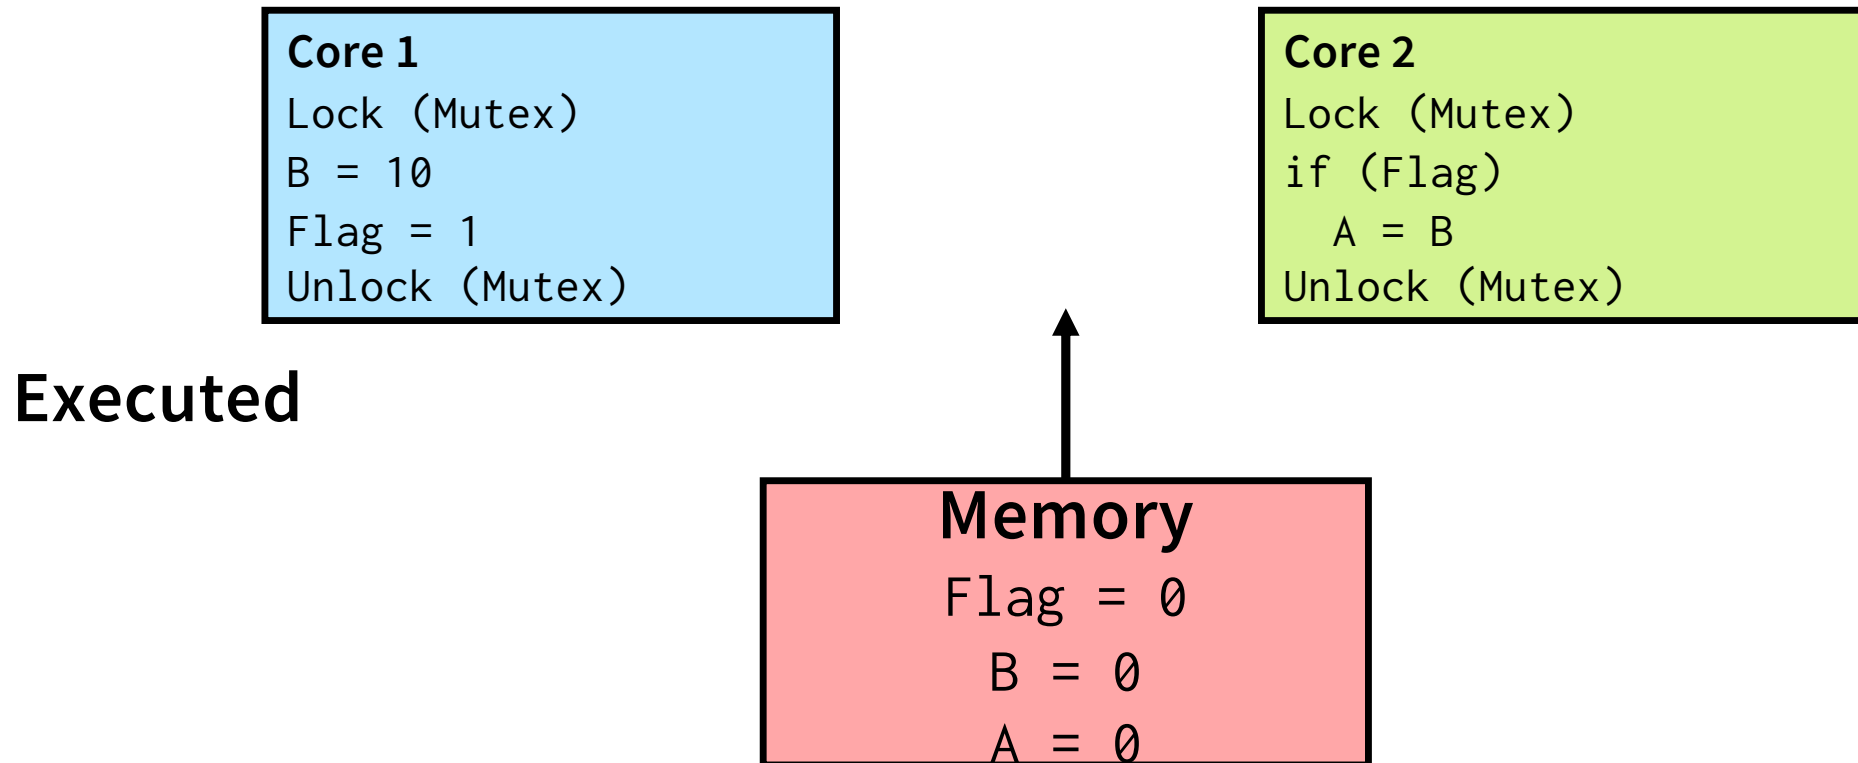 Core 1
Lock (Mutex)
B = 10
Flag = 1
Unlock (Mutex)
Core 2
Lock (Mutex)
if (Flag)
  A = B
Unlock (Mutex)
Executed
Memory
Flag = 0
B = 0
A = 0